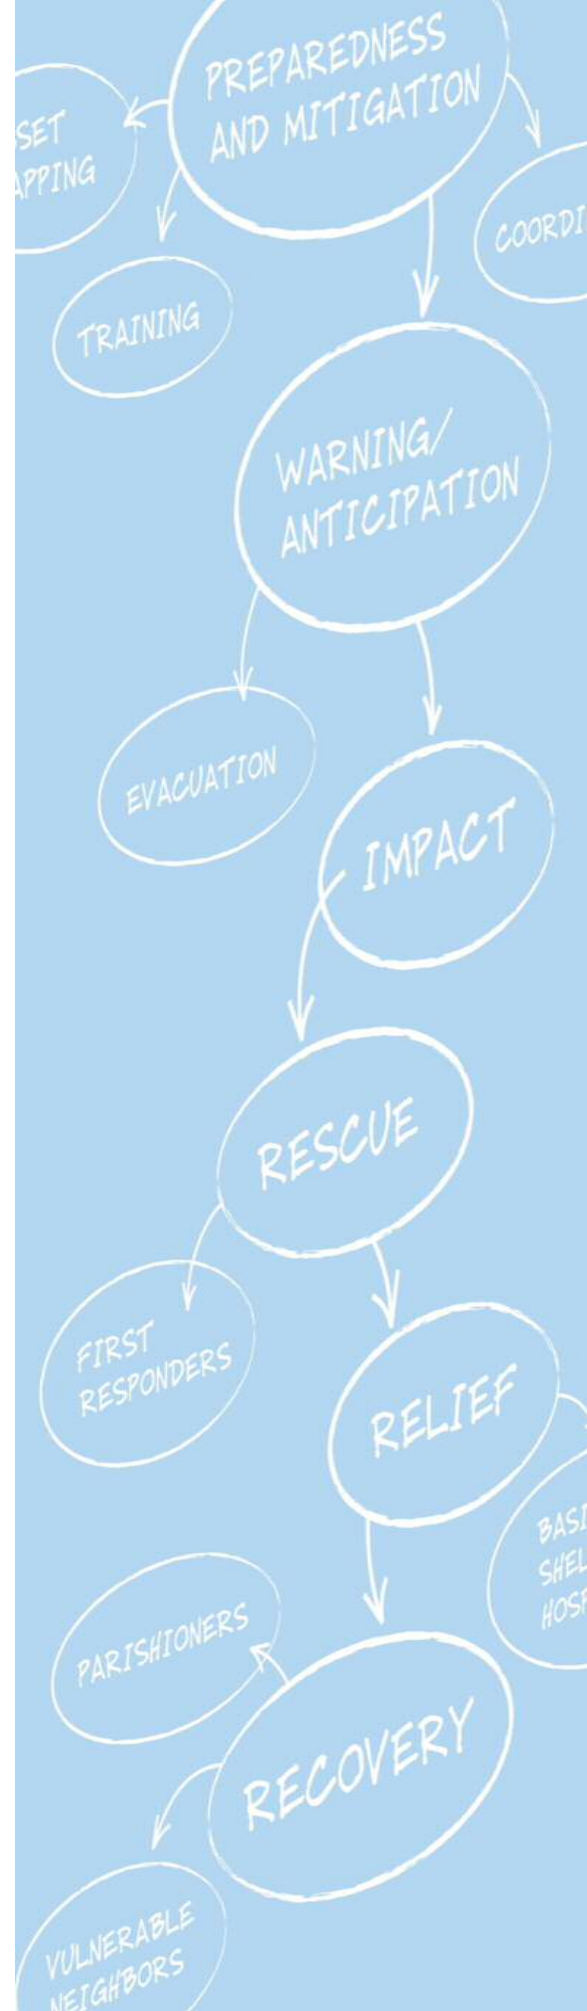 PREPAREDNESS
AND MITIGATION
SET
APPING
COORDI
TRAINING
WARNING/
ANTICIPATION
EVACUATION
IMPACT
RESCUE
FIRST
RESPONDERS
RELIEF
BASI
SHEL
HOSP
PARISHIONERS
RECOVERY
VULNERABLE
NEIGHBORS